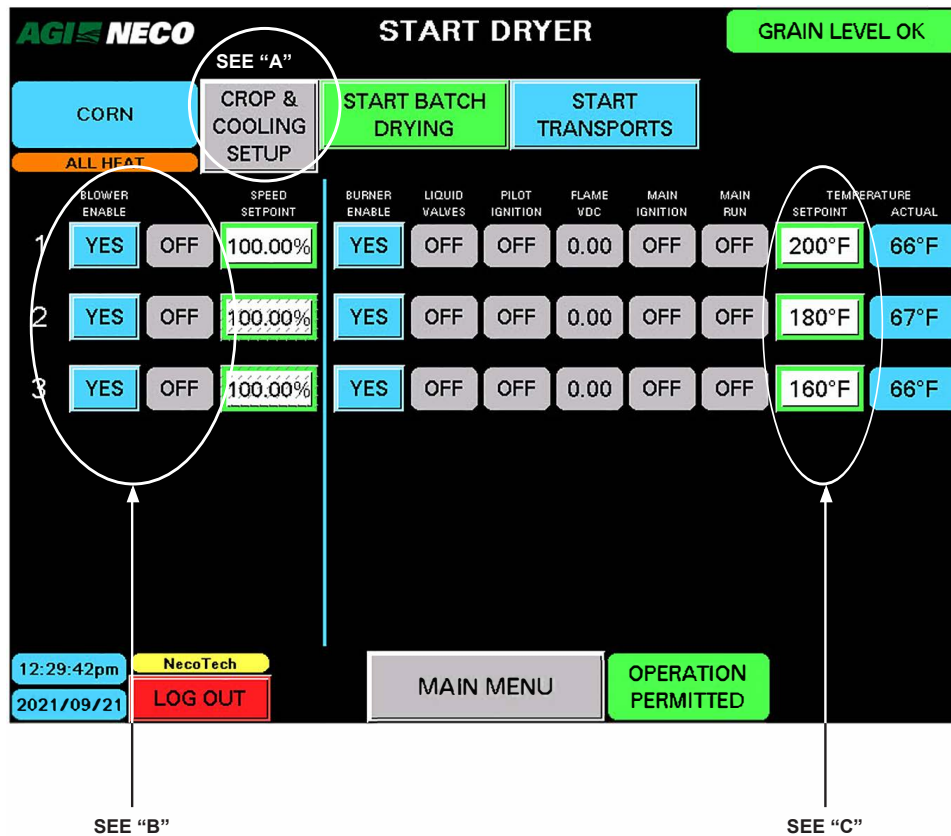 AGI NECO
START DRYER
GRAIN LEVEL OK
SEE “A”
CORN
CROP &
COOLING
SETUP
START BATCH
DRYING
START
TRANSPORTS
ALL HEAT
BLOWER
ENABLE
SPEED
SETPOINT
BURNER
ENABLE
LIQUID
VALVES
PILOT
IGNITION
FLAME
VDC
MAIN
IGNITION
MAIN
RUN
TEMPERATURE
SETPOINT ACTUAL
1 YES OFF 100.00% YES OFF OFF 0.00 OFF OFF 200°F 66°F
2 YES OFF 100.00% YES OFF OFF 0.00 OFF OFF 180°F 67°F
3 YES OFF 100.00% YES OFF OFF 0.00 OFF OFF 160°F 66°F
12:29:42pm
2021/09/21
NecoTech
LOG OUT
MAIN MENU
OPERATION
PERMITTED
SEE “B”
SEE “C”